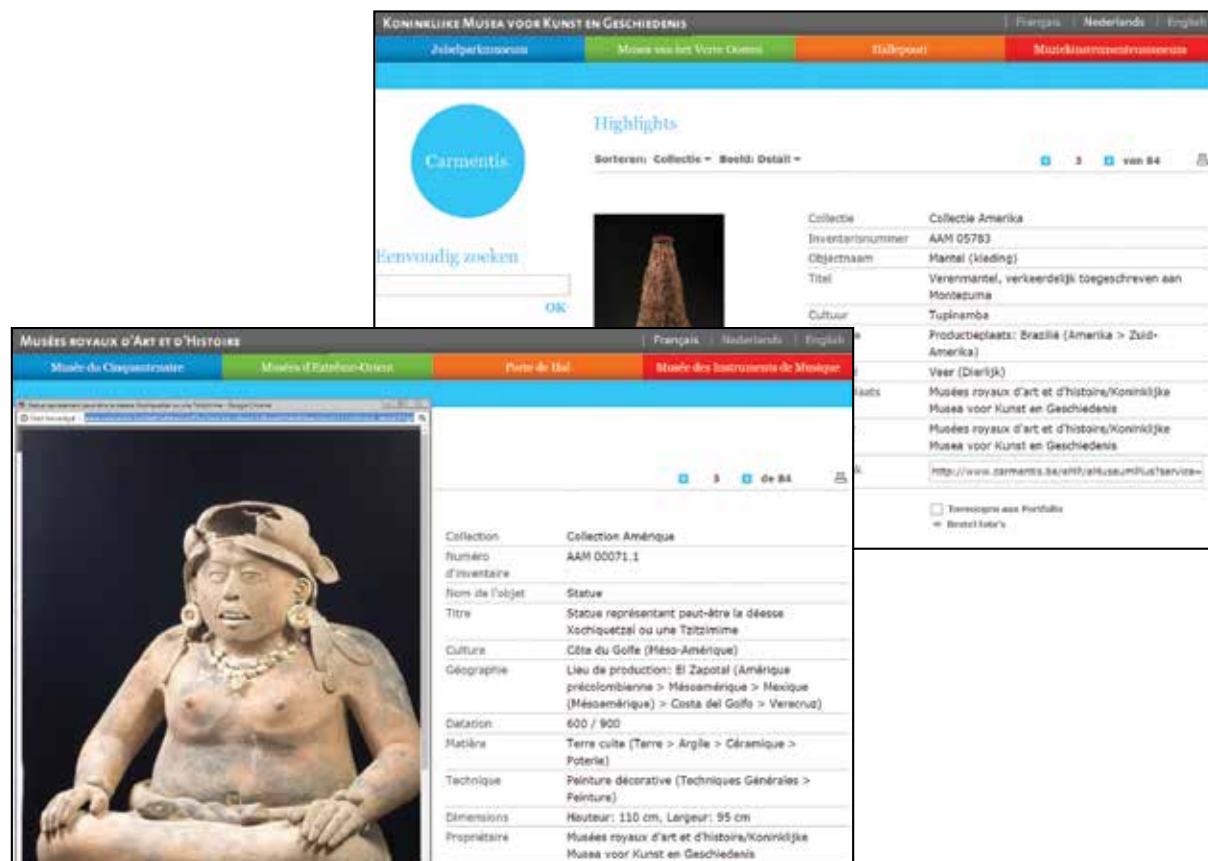 KONINKLIJKE MUSEA VOOR KUNST EN GESCHIEDENIS
Français | Nederlands | English
Jubelparkmuseum
Musea van het Verre Oosten
Hallepoort
Muziekinstrumentenmuseum
Carmentis
Highlights
Sorteren: Collectie Beeld: Detail
3 van 84
Eenvoudig zoeken
OK
Collectie Collectie Amerika
Inventarisnummer AAM 05783
Objectnaam Mantel (kleding)
Titel Verenmantel, verkeerdelijk toegeschreven aan
Montezuma
Cultuur Tupinamba
Productieplaats: Brazilië (Amerika > Zuid-
Amerika)
Veer (Dierlijk)
Musées royaux d'art et d'histoire/Koninklijke
Musea voor Kunst en Geschiedenis
Musées royaux d'art et d'histoire/Koninklijke
Musea voor Kunst en Geschiedenis
http://www.carmentis.be/eMP/eMuseumPlus?service=
Toevoegen aan Portfolio
Bestel foto's
MUSÉES ROYAUX D'ART ET D'HISTOIRE
Français | Nederlands | English
Musée du Cinquantenaire
Musées d'Extrême-Orient
Porte de Hal
Musée des Instruments de Musique
3 de 84
Collection Collection Amérique
Numéro AAM 00071.1
d'inventaire
Nom de l'objet Statue
Titre Statue représentant peut-être la déesse
Xochiquetzal ou une Tzitzimime
Culture Côte du Golfe (Méso-Amérique)
Géographie Lieu de production: El Zapotal (Amérique
précolombienne > Mésoamérique > Mexique
(Mésoamérique) > Costa del Golfo > Veracruz)
Datation 600 / 900
Matière Terre cuite (Terre > Argile > Céramique >
Poterie)
Technique Peinture décorative (Techniques Générales >
Peinture)
Dimensions Hauteur: 110 cm, Largeur: 95 cm
Propriétaire Musées royaux d'art et d'histoire/Koninklijke
Musea voor Kunst en Geschiedenis